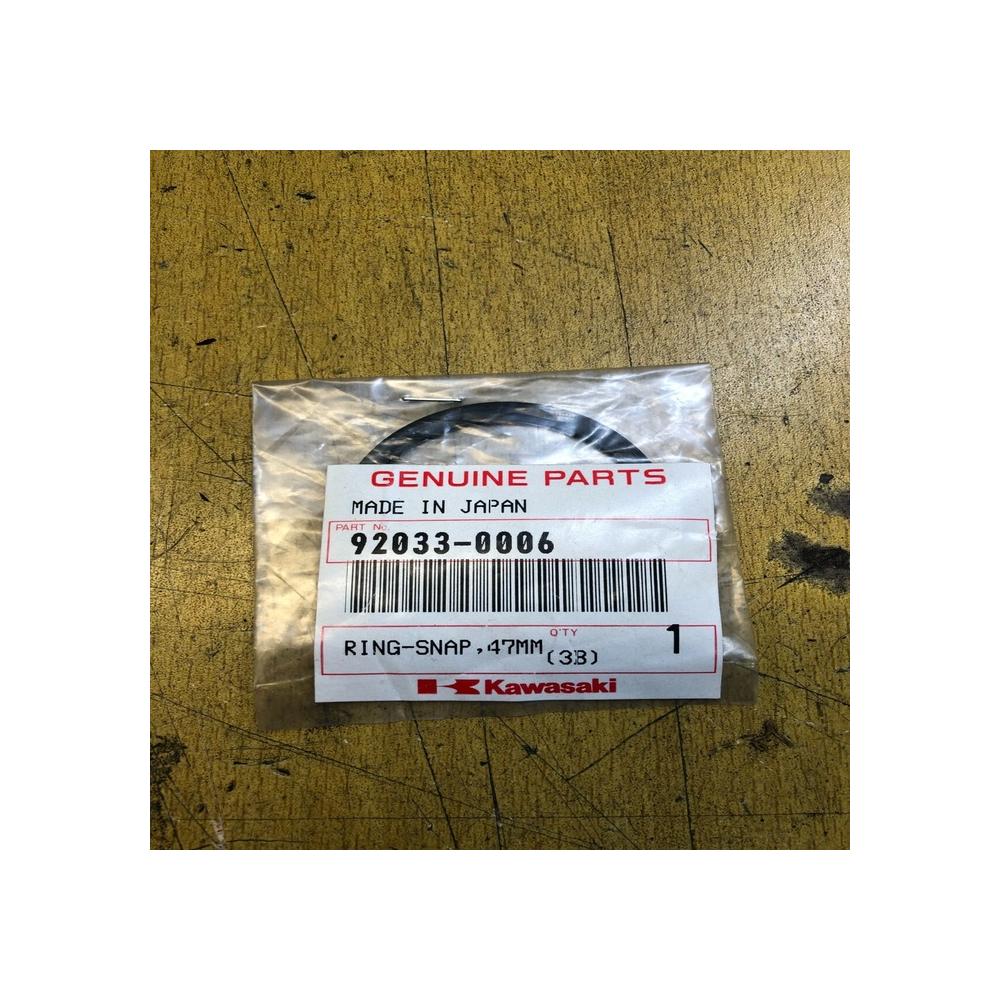 GENUINE PARTS
MADE IN JAPAN
PART No.
92033-0006
Q'TY
RING-SNAP,47MM (3B) 1
Kawasaki